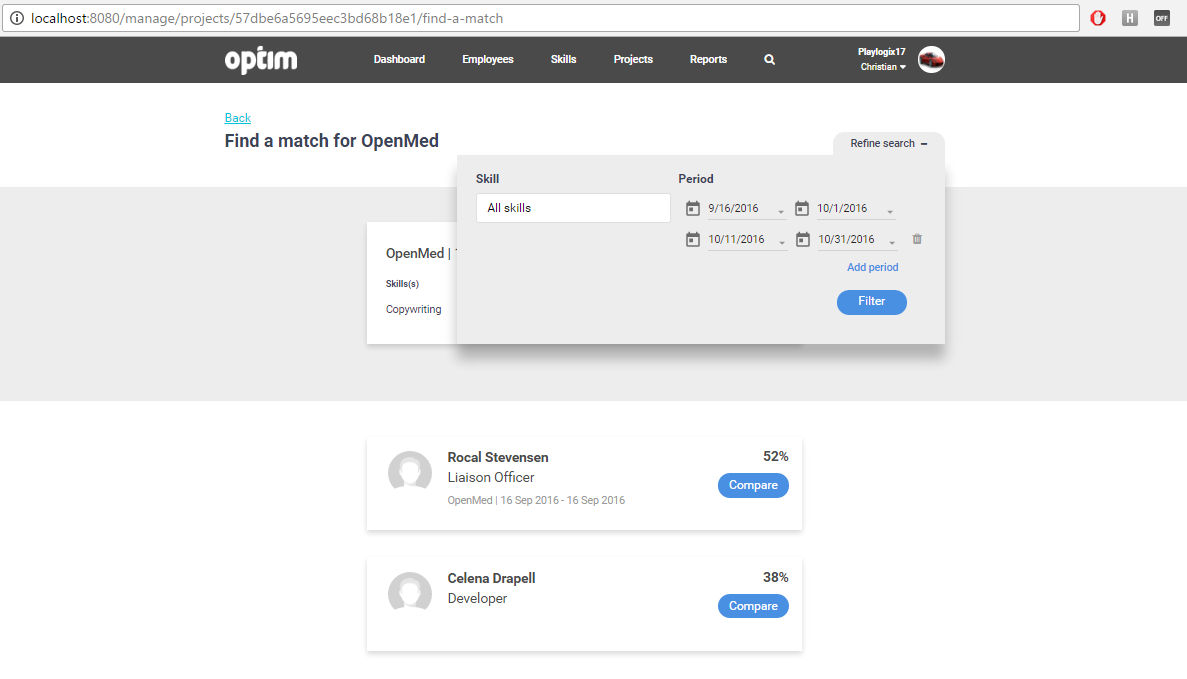 localhost:8080/manage/projects/57dbe6a5695eec3bd68b18e1/find-a-match
H
OFF
optim
Dashboard Employees Skills Projects Reports
Playlogix17
Christian
Back
Find a match for OpenMed
Refine search –
Skill
All skills
Period
9/16/2016 10/1/2016
10/11/2016 10/31/2016
Add period
Filter
OpenMed |
Skills(s)
Copywriting
Rocal Stevensen
Liaison Officer
OpenMed | 16 Sep 2016 - 16 Sep 2016
52%
Compare
Celena Drapell
Developer
38%
Compare